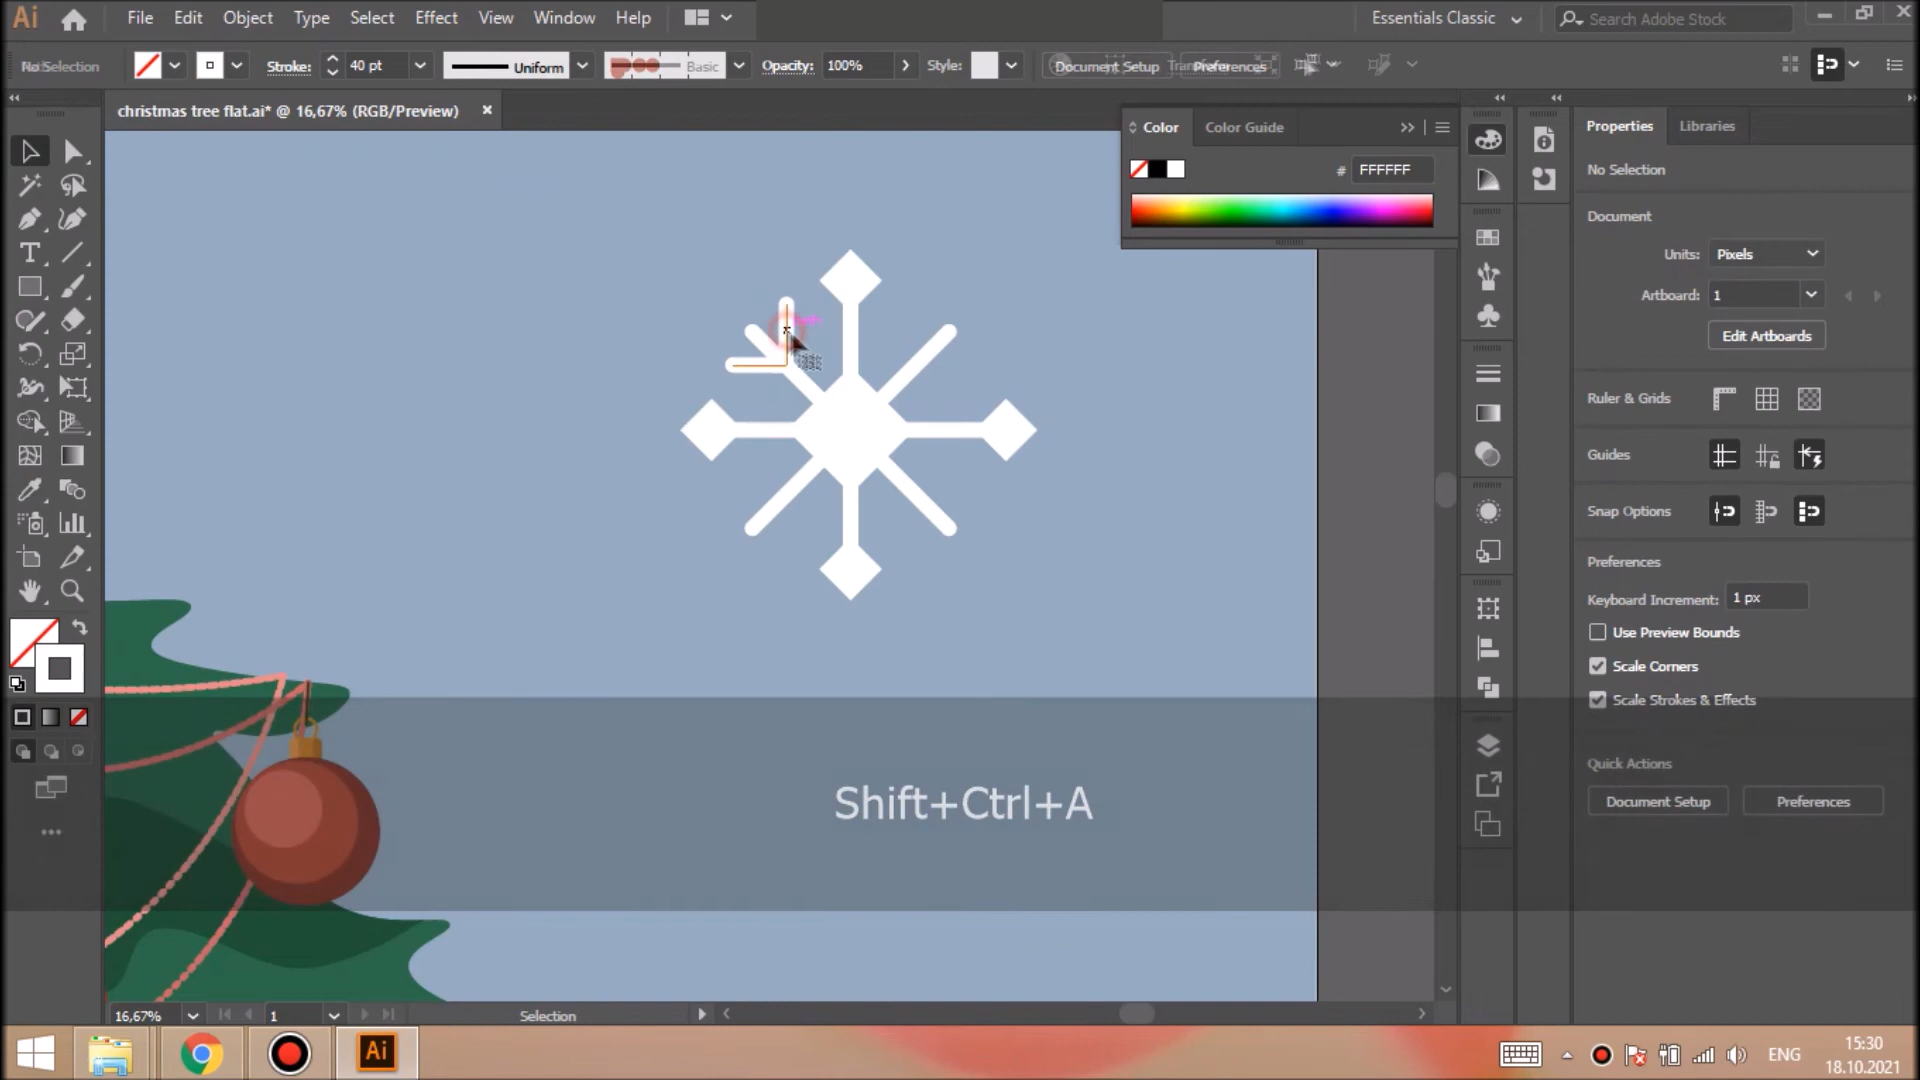 Ai File Edit Object Type Select Effect View Window Help Essentials Classic Search Adobe Stock
No Selection Stroke: 40 pt Uniform Basic Opacity: 100% Style: Document Setup Preferences
christmas tree flat.ai* @ 16,67% (RGB/Preview) ×
Color Color Guide
# FFFFFF
Properties Libraries
No Selection
Document
Units: Pixels
Artboard: 1
Edit Artboards
Ruler & Grids
Guides
Snap Options
Preferences
Keyboard Increment: 1 px
Use Preview Bounds
Scale Corners
Scale Strokes & Effects
Quick Actions
Document Setup Preferences
Shift+Ctrl+A
16,67% 1 Selection
Ai ENG 15:30
18.10.2021